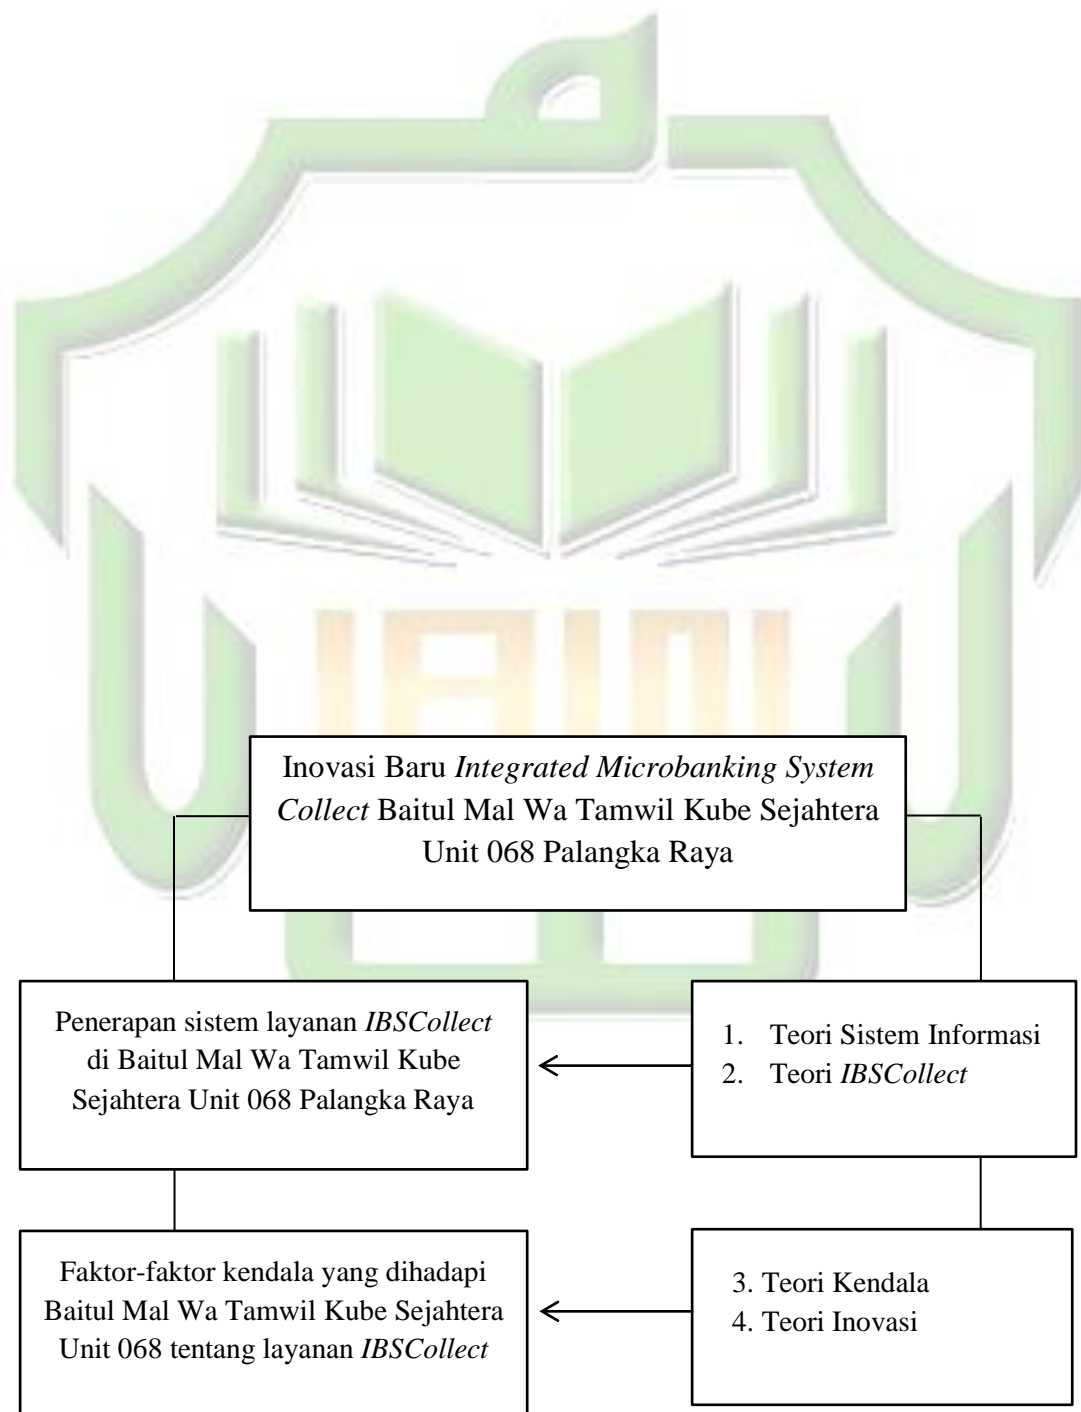 IAIN
Inovasi Baru Integrated Microbanking System
Collect Baitul Mal Wa Tamwil Kube Sejahtera
Unit 068 Palangka Raya
Penerapan sistem layanan IBSCollect
di Baitul Mal Wa Tamwil Kube
Sejahtera Unit 068 Palangka Raya
1. Teori Sistem Informasi
2. Teori IBSCollect
Faktor-faktor kendala yang dihadapi
Baitul Mal Wa Tamwil Kube Sejahtera
Unit 068 tentang layanan IBSCollect
3. Teori Kendala
4. Teori Inovasi